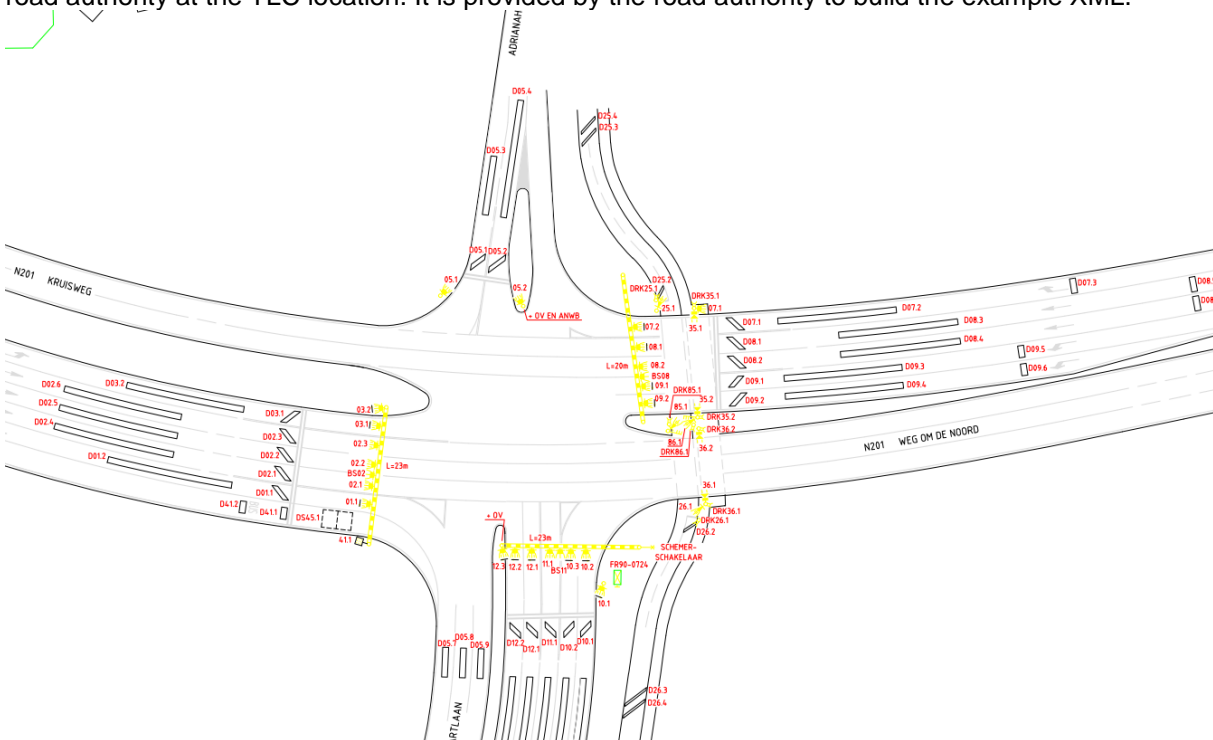 road authority at the TLC location. It is provided by the road authority to build the example XML.
ADRIANAH
D05.4
D25.4
D25.3
D05.3
D05.1
D05.2
N201 KRUISWEG
05.1
05.2
+ OV EN ANWB
DRK25.1
D25.2
25.1
DRK35.1
07.1
35.1
D07.3
D08.
D08
D07.2
D07.1
D08.3
D08.1
D08.4
D08.2
D09.5
D09.6
D09.3
D09.1
D09.4
D09.2
07.2
08.1
L=20m
08.2
BS08
09.1
09.2
DRK85.1
85.1
35.2
DRK35.2
DRK36.2
86.1
DRK86.1
36.2
N201 WEG OM DE NOORD
D02.6
D03.2
D02.5
D02.4
D03.1
D02.3
D02.2
D01.2
D02.1
D01.1
D41.2
D41.1
DS45.1
03.2
03.1
02.3
02.2
L=23m
BS02
02.1
01.1
41.1
36.1
26.1
DRK36.1
DRK26.1
D26.2
+ OV
L=23m
SCHEMER-
SCHAKELAAR
12.3
12.2
12.1
11.1
BS11
10.3
10.2
FR90-0724
10.1
D05.7
D05.8
D05.9
D12.2
D12.1
D11.1
D10.2
D10.1
D26.3
D26.4
RTLAAN